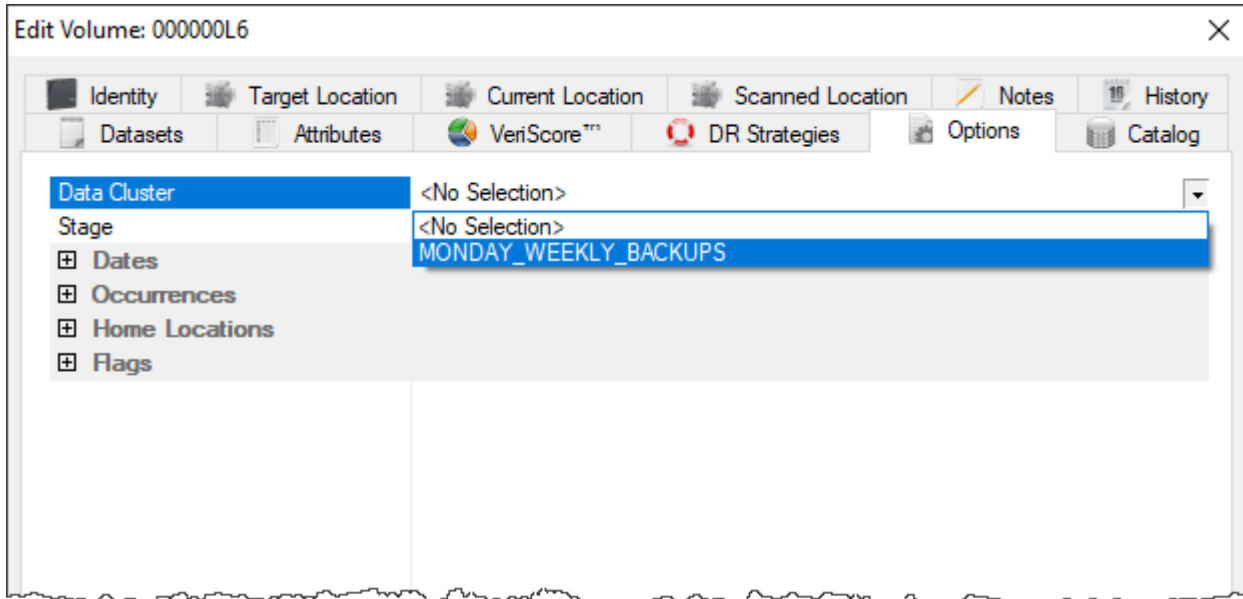 Edit Volume: 000000L6
Identity Target Location Current Location Scanned Location Notes 16 History
Datasets Attributes VeriScore™ DR Strategies Options Catalog
Data Cluster <No Selection>
Stage <No Selection>
Dates MONDAY_WEEKLY_BACKUPS
Occurrences
Home Locations
Flags